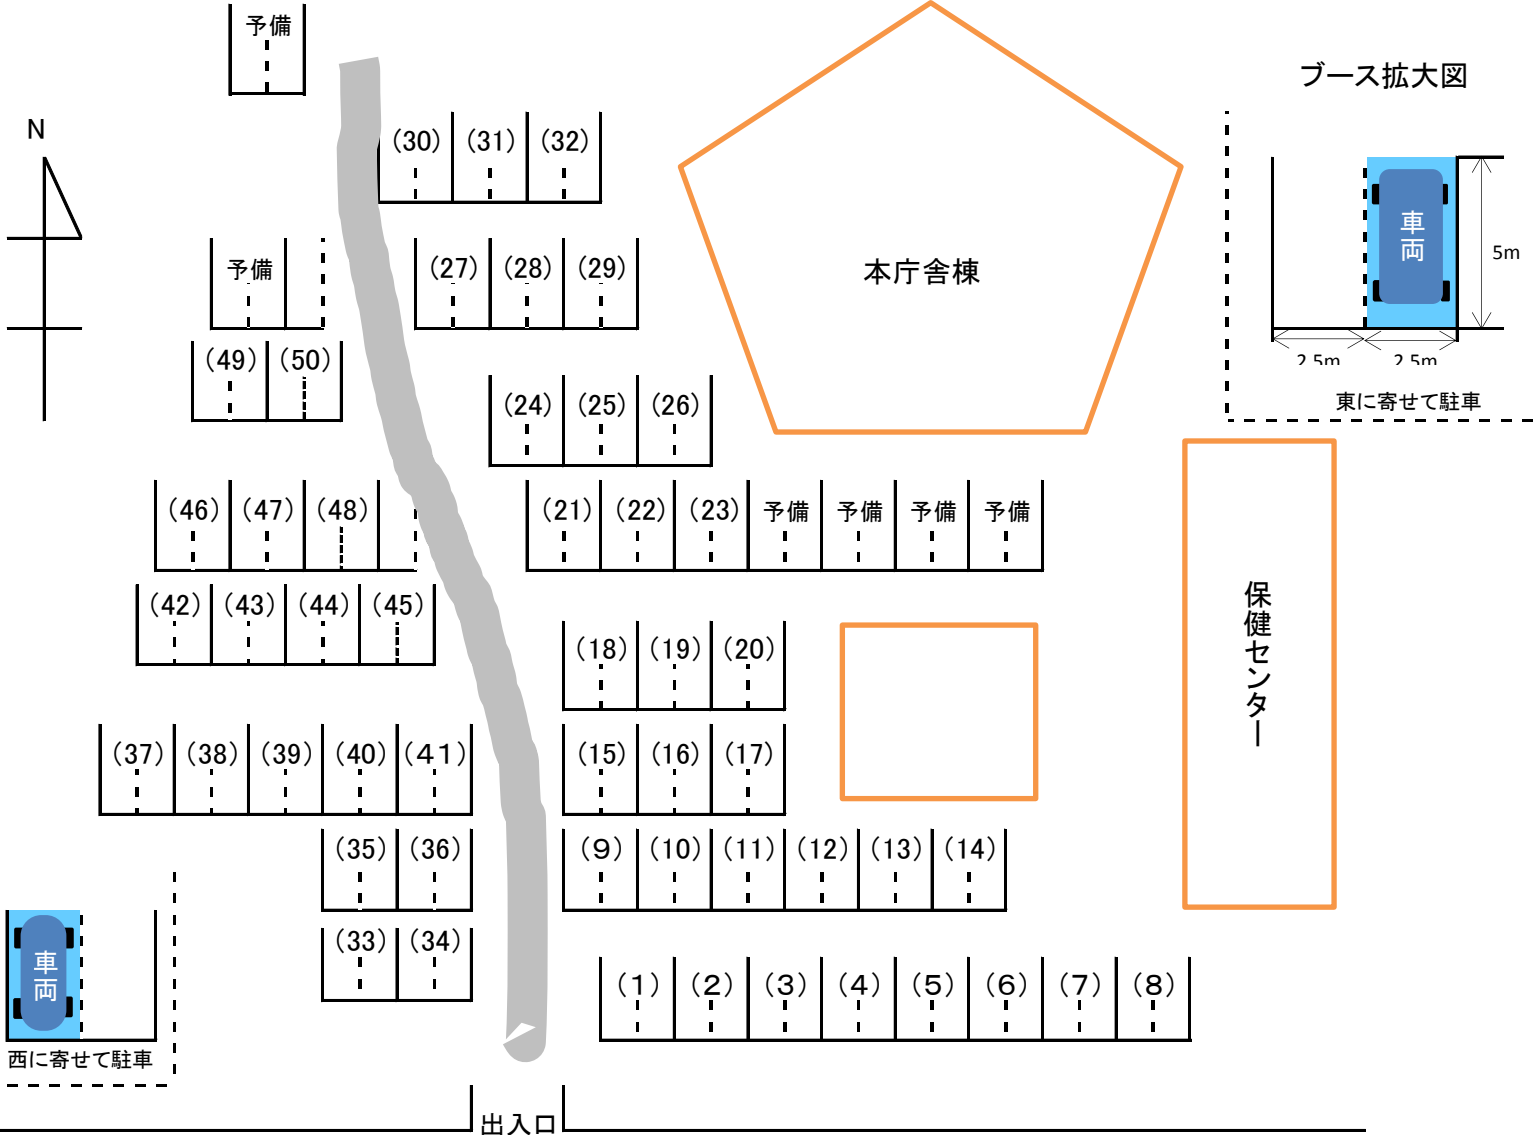 予備
ブース拡大図
N
(30) (31) (32)
車両
5m
予備
(27) (28) (29)
本庁舎棟
2.5m 2.5m
(49) (50)
東に寄せて駐車
(24) (25) (26)
(46) (47) (48)
(21) (22) (23) 予備 予備 予備 予備
(42) (43) (44) (45)
保健センター
(18) (19) (20)
(37) (38) (39) (40) (41)
(15) (16) (17)
(35) (36)
(9) (10) (11) (12) (13) (14)
(33) (34)
車両
(1) (2) (3) (4) (5) (6) (7) (8)
西に寄せて駐車
出入口